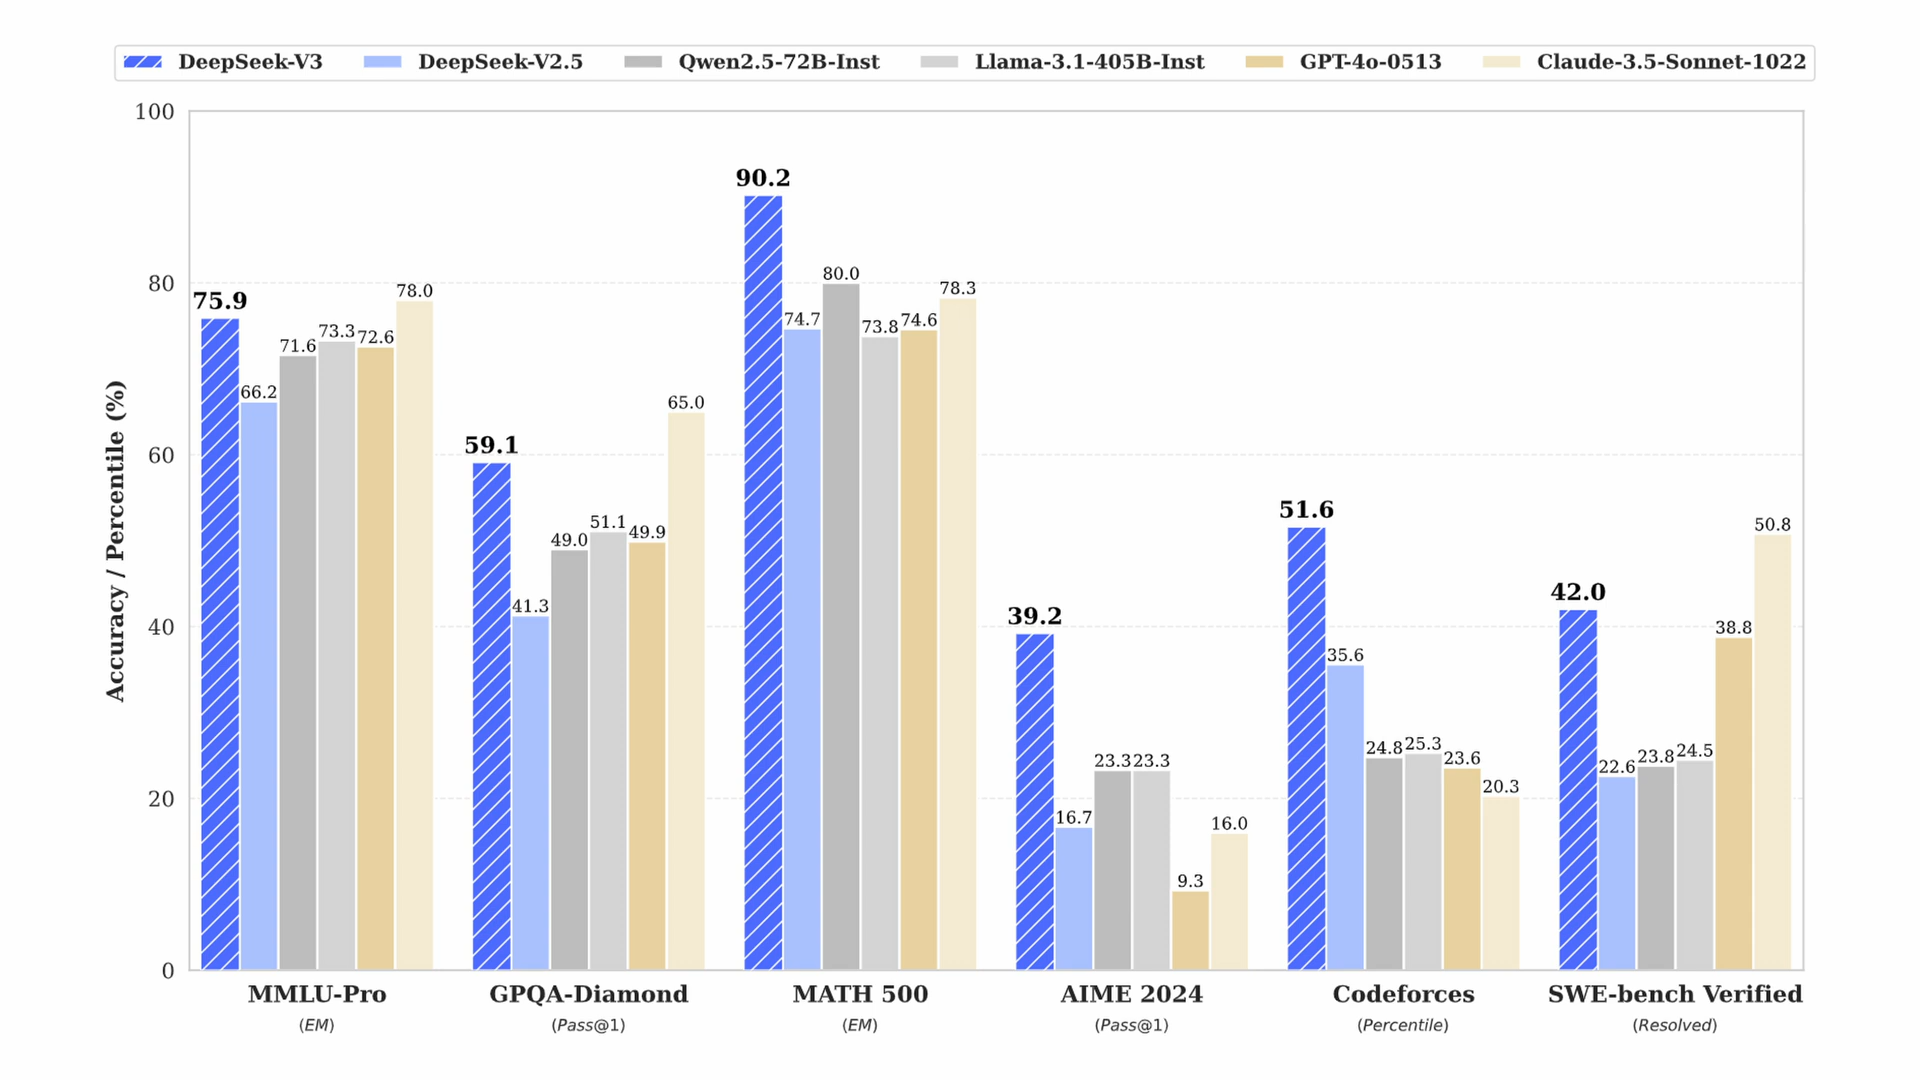 DeepSeek-V3 DeepSeek-V2.5 Qwen2.5-72B-Inst Llama-3.1-405B-Inst GPT-4o-0513 Claude-3.5-Sonnet-1022
Accuracy / Percentile (%)
100
80
60
40
20
0
75.9 66.2 71.6 73.3 72.6 78.0
59.1 41.3 49.0 51.1 49.9 65.0
90.2 74.7 80.0 73.8 74.6 78.3
39.2 16.7 23.3 23.3 9.3 16.0
51.6 35.6 24.8 25.3 23.6 20.3
42.0 22.6 23.8 24.5 38.8 50.8
MMLU-Pro GPQA-Diamond MATH 500 AIME 2024 Codeforces SWE-bench Verified
(EM) (Pass@1) (EM) (Pass@1) (Percentile) (Resolved)